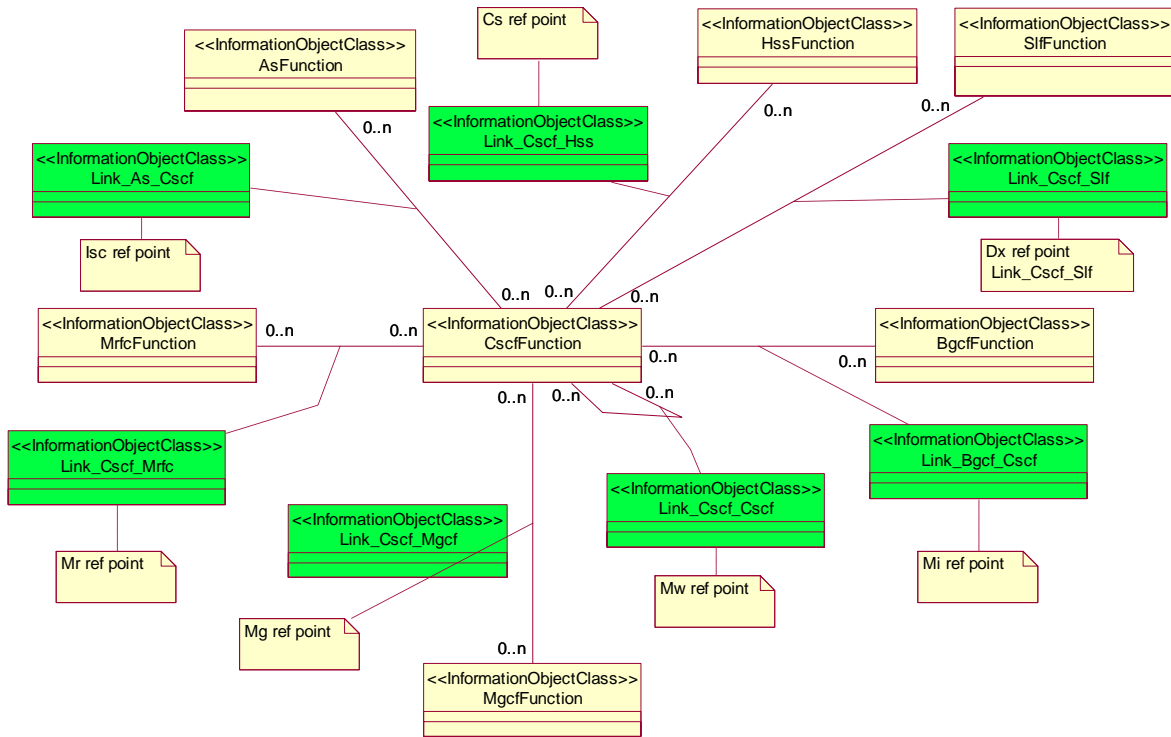 <<InformationObjectClass>>
AsFunction
Cs ref point
<<InformationObjectClass>>
HssFunction
<<InformationObjectClass>>
SlfFunction
0..n
0..n
0..n
<<InformationObjectClass>>
Link_As_Cscf
<<InformationObjectClass>>
Link_Cscf_Hss
<<InformationObjectClass>>
Link_Cscf_Slf
Isc ref point
Dx ref point
Link_Cscf_Slf
0..n
0..n
0..n
<<InformationObjectClass>>
MrfcFunction
0..n
0..n
<<InformationObjectClass>>
CscfFunction
0..n
0..n
<<InformationObjectClass>>
BgcfFunction
0..n
0..n
0..n
<<InformationObjectClass>>
Link_Cscf_Mrfc
<<InformationObjectClass>>
Link_Bgcf_Cscf
<<InformationObjectClass>>
Link_Cscf_Mgcf
<<InformationObjectClass>>
Link_Cscf_Cscf
Mr ref point
Mi ref point
Mw ref point
Mg ref point
0..n
<<InformationObjectClass>>
MgcfFunction